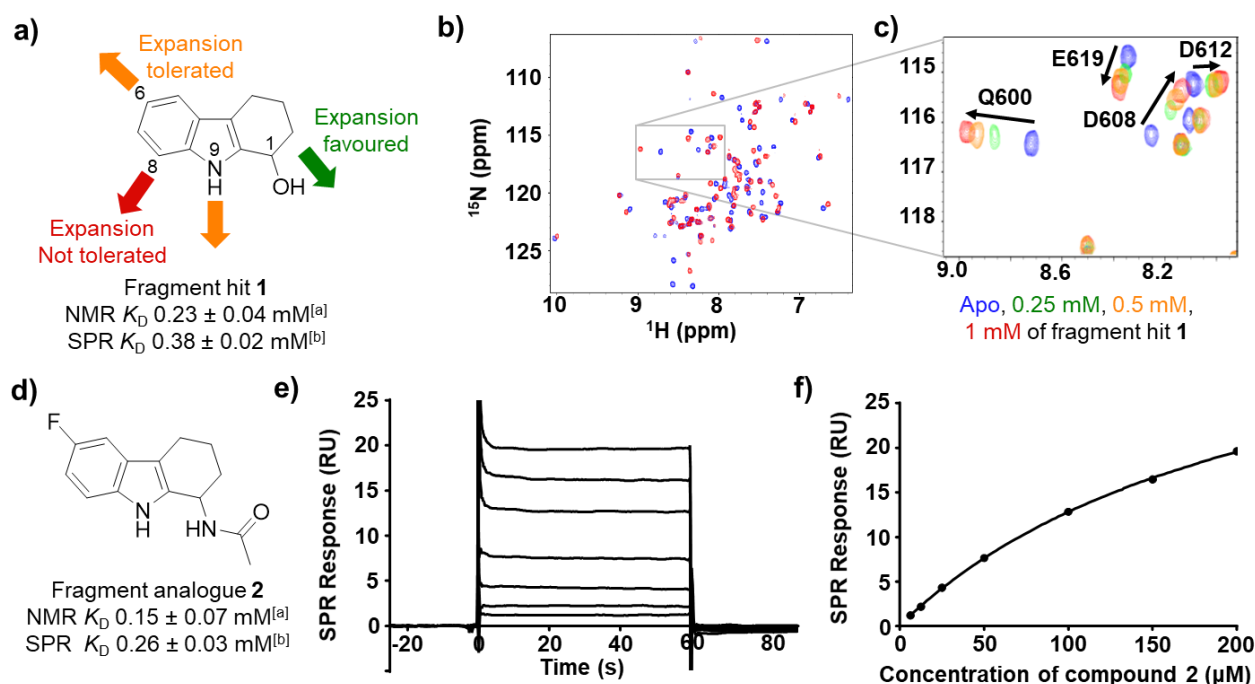 a)
Expansion
tolerated
6
8
9
N
H
1
OH
Expansion
favoured
Expansion
Not tolerated
Fragment hit 1
NMR KD 0.23 ± 0.04 mM[a]
SPR KD 0.38 ± 0.02 mM[b]
b)
110
115
120
125
15N (ppm)
10 9 8 7
1H (ppm)
c)
115
116
117
118
E619
D612
Q600
D608
9.0 8.6 8.2
Apo, 0.25 mM, 0.5 mM,
1 mM of fragment hit 1
d)
F
N
H
HN
O
Fragment analogue 2
NMR KD 0.15 ± 0.07 mM[a]
SPR KD 0.26 ± 0.03 mM[b]
e)
SPR Response (RU)
25
20
15
10
5
0
-20 0 20 40 60 80
Time (s)
f)
SPR Response (RU)
25
20
15
10
5
0
0 50 100 150 200
Concentration of compound 2 (µM)